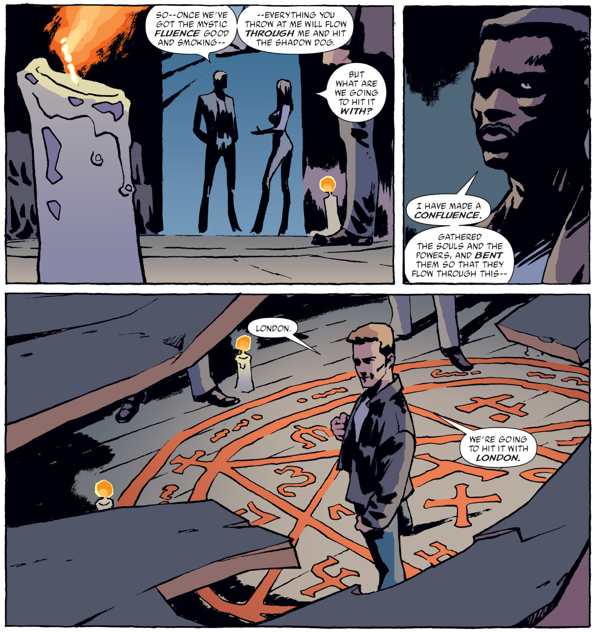 SO--ONCE WE'VE
GOT THE MYSTIC
FLUENCE GOOD
AND SMOKING--
--EVERYTHING YOU
THROW AT ME WILL FLOW
THROUGH ME AND HIT
THE SHADOW DOG.
BUT
WHAT ARE
WE GOING
TO HIT IT
WITH?
I HAVE MADE A
CONFLUENCE.
GATHERED
THE SOULS AND THE
POWERS, AND BENT
THEM SO THAT THEY
FLOW THROUGH THIS--
LONDON.
WE'RE GOING
TO HIT IT WITH
LONDON.